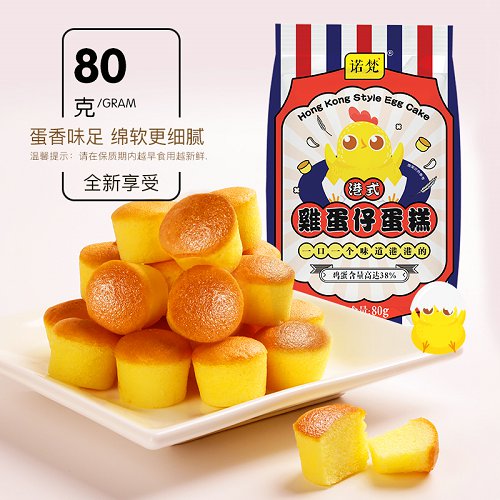 80
克/GRAM
蛋香味足 绵软更细腻
温馨提示：请在保质期内越早食用越新鲜.
全新享受
诺梵
Hong Kong Style Egg Cake
港式
雞蛋仔蛋糕
一口一个味道港港的
鸡蛋含量高达38%
量:80g